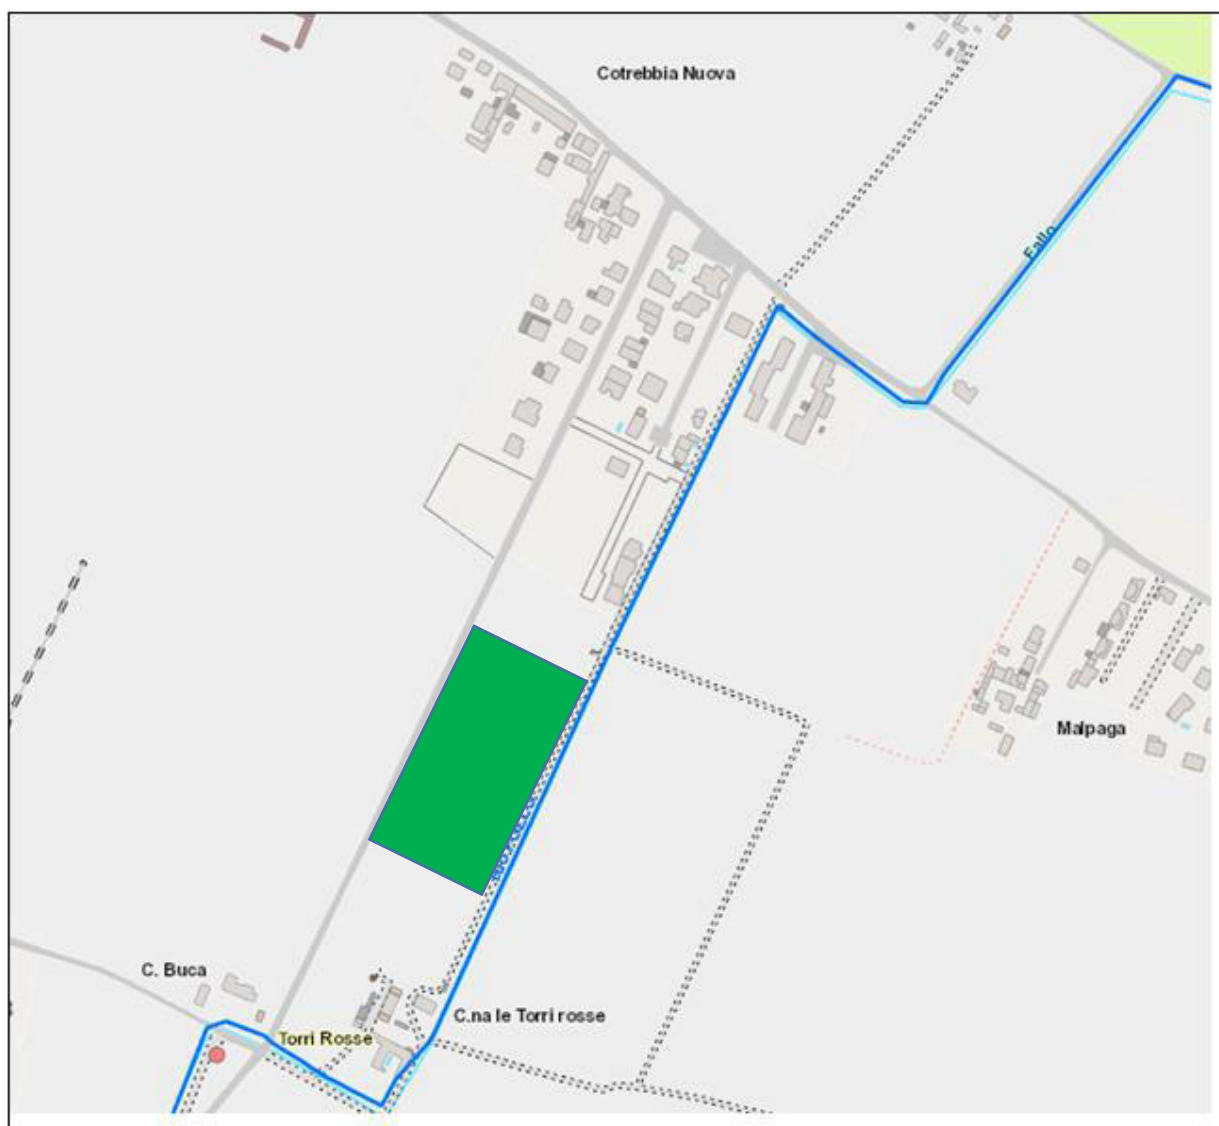 Cotrebbia Nuova
Fallo
Malpaga
C. Buca
C.na le Torri rosse
Torri Rosse